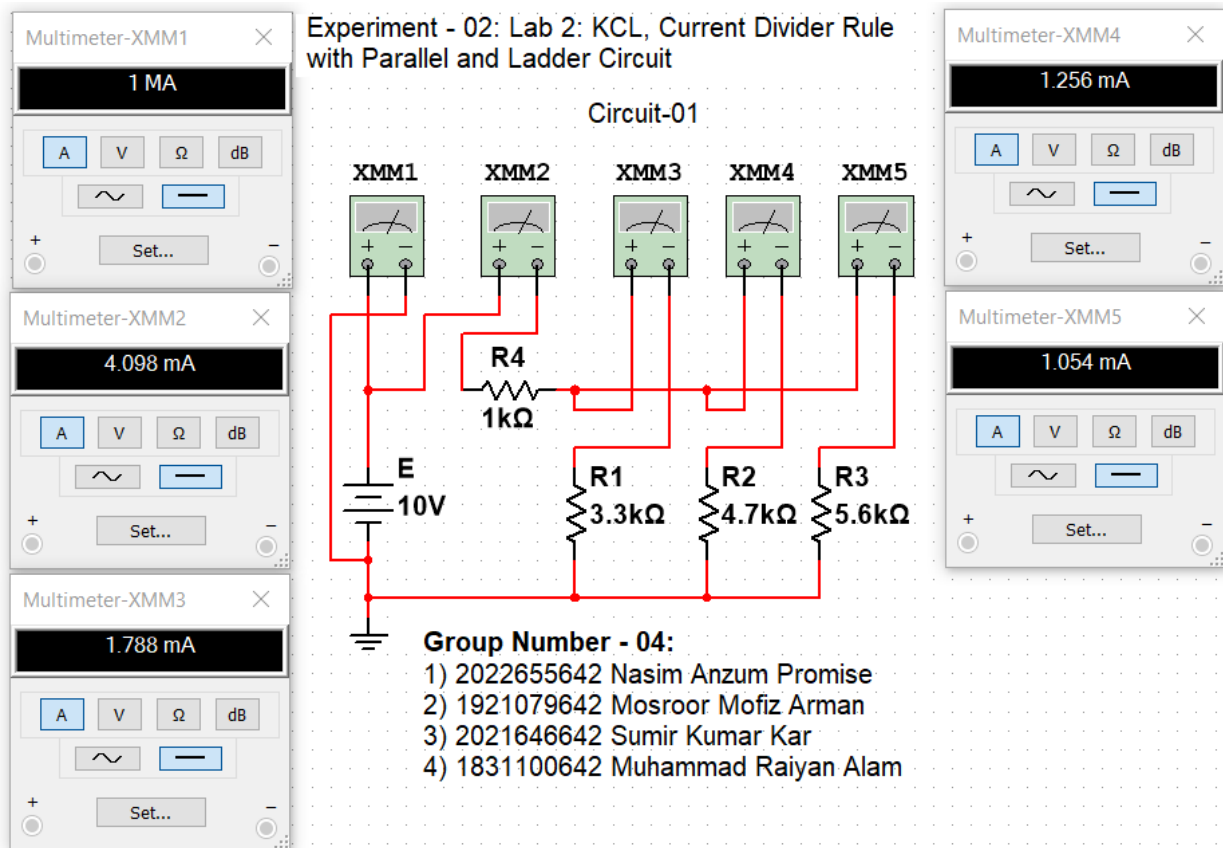 Multimeter-XMM1
1 MA
A V Ω dB
+ Set... −
Multimeter-XMM2
4.098 mA
A V Ω dB
+ Set... −
Multimeter-XMM3
1.788 mA
A V Ω dB
+ Set... −
Experiment - 02: Lab 2: KCL, Current Divider Rule
with Parallel and Ladder Circuit
Circuit-01
XMM1 XMM2 XMM3 XMM4 XMM5
+ − + − + − + − + −
R4
1kΩ
E
10V
R1
3.3kΩ
R2
4.7kΩ
R3
5.6kΩ
Group Number - 04:
1) 2022655642 Nasim Anzum Promise
2) 1921079642 Mosroor Mofiz Arman
3) 2021646642 Sumir Kumar Kar
4) 1831100642 Muhammad Raiyan Alam
Multimeter-XMM4
1.256 mA
A V Ω dB
+ Set... −
Multimeter-XMM5
1.054 mA
A V Ω dB
+ Set... −